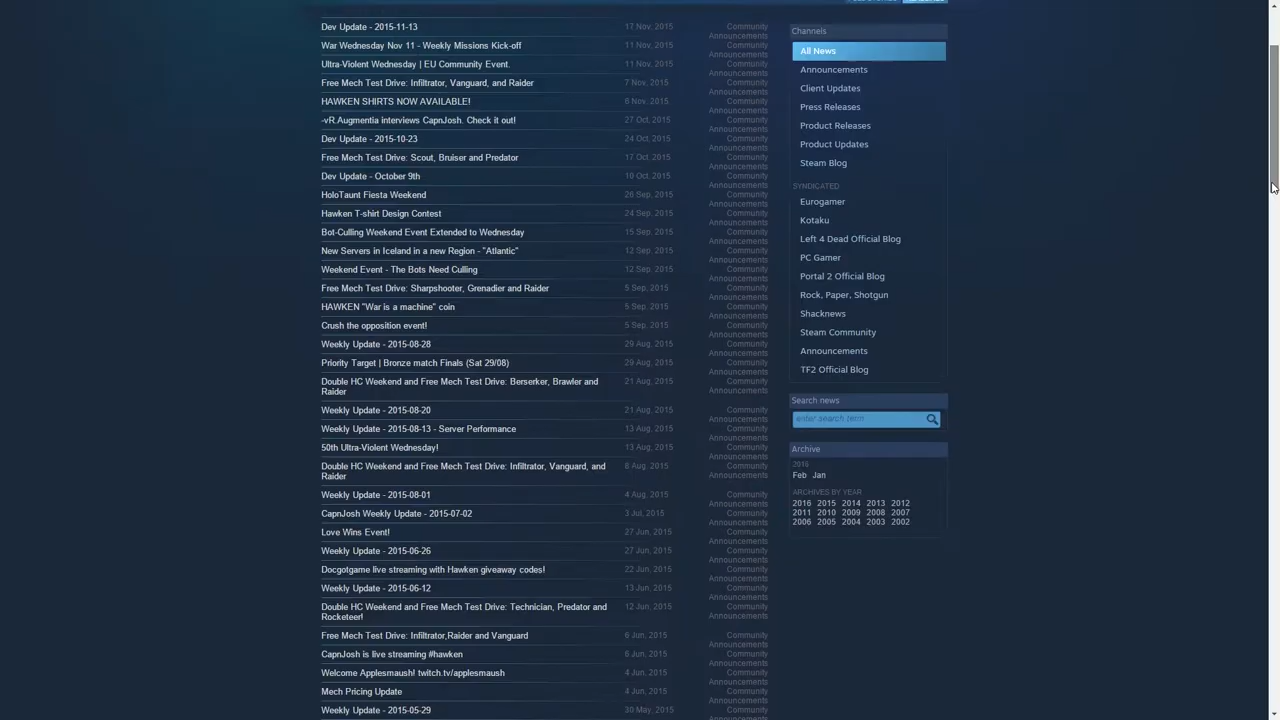 Dev Update - 2015-11-13 17 Nov, 2015 Community Announcements
War Wednesday Nov 11 - Weekly Missions Kick-off 11 Nov, 2015 Community Announcements
Ultra-Violent Wednesday | EU Community Event. 11 Nov, 2015 Community Announcements
Free Mech Test Drive: Infiltrator, Vanguard, and Raider 7 Nov, 2015 Community Announcements
HAWKEN SHIRTS NOW AVAILABLE! 6 Nov, 2015 Community Announcements
-vR.Augmentia interviews CapnJosh. Check it out! 27 Oct, 2015 Community Announcements
Dev Update - 2015-10-23 24 Oct, 2015 Community Announcements
Free Mech Test Drive: Scout, Bruiser and Predator 17 Oct, 2015 Community Announcements
Dev Update - October 9th 10 Oct, 2015 Community Announcements
HoloTaunt Fiesta Weekend 26 Sep, 2015 Community Announcements
Hawken T-shirt Design Contest 24 Sep, 2015 Community Announcements
Bot-Culling Weekend Event Extended to Wednesday 15 Sep, 2015 Community Announcements
New Servers in Iceland in a new Region - "Atlantic" 12 Sep, 2015 Community Announcements
Weekend Event - The Bots Need Culling 12 Sep, 2015 Community Announcements
Free Mech Test Drive: Sharpshooter, Grenadier and Raider 5 Sep, 2015 Community Announcements
HAWKEN "War is a machine" coin 5 Sep, 2015 Community Announcements
Crush the opposition event! 5 Sep, 2015 Community Announcements
Weekly Update - 2015-08-28 29 Aug, 2015 Community Announcements
Priority Target | Bronze match Finals (Sat 29/08) 29 Aug, 2015 Community Announcements
Double HC Weekend and Free Mech Test Drive: Berserker, Brawler and 21 Aug, 2015 Community
Raider Announcements
Weekly Update - 2015-08-20 21 Aug, 2015 Community Announcements
Weekly Update - 2015-08-13 - Server Performance 13 Aug, 2015 Community Announcements
50th Ultra-Violent Wednesday! 13 Aug, 2015 Community Announcements
Double HC Weekend and Free Mech Test Drive: Infiltrator, Vanguard, and 8 Aug, 2015 Community
Raider Announcements
Weekly Update - 2015-08-01 4 Aug, 2015 Community Announcements
CapnJosh Weekly Update - 2015-07-02 3 Jul, 2015 Community Announcements
Love Wins Event! 27 Jun, 2015 Community Announcements
Weekly Update - 2015-06-26 27 Jun, 2015 Community Announcements
Docgotgame live streaming with Hawken giveaway codes! 22 Jun, 2015 Community Announcements
Weekly Update - 2015-06-12 13 Jun, 2015 Community Announcements
Double HC Weekend and Free Mech Test Drive: Technician, Predator and 12 Jun, 2015 Community
Rocketeer! Announcements
Free Mech Test Drive: Infiltrator,Raider and Vanguard 6 Jun, 2015 Community Announcements
CapnJosh is live streaming #hawken 6 Jun, 2015 Community Announcements
Welcome Applesmaush! twitch.tv/applesmaush 4 Jun, 2015 Community Announcements
Mech Pricing Update 4 Jun, 2015 Community Announcements
Weekly Update - 2015-05-29 30 May, 2015 Community Announcements
Channels
All News
Announcements
Client Updates
Press Releases
Product Releases
Product Updates
Steam Blog
SYNDICATED
Eurogamer
Kotaku
Left 4 Dead Official Blog
PC Gamer
Portal 2 Official Blog
Rock, Paper, Shotgun
Shacknews
Steam Community
Announcements
TF2 Official Blog
Search news
enter search term
Archive
2016
Feb Jan
ARCHIVES BY YEAR
2016 2015 2014 2013 2012
2011 2010 2009 2008 2007
2006 2005 2004 2003 2002